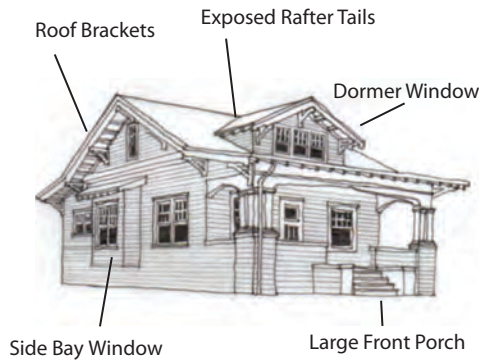 Exposed Rafter Tails
Roof Brackets
Dormer Window
Side Bay Window
Large Front Porch